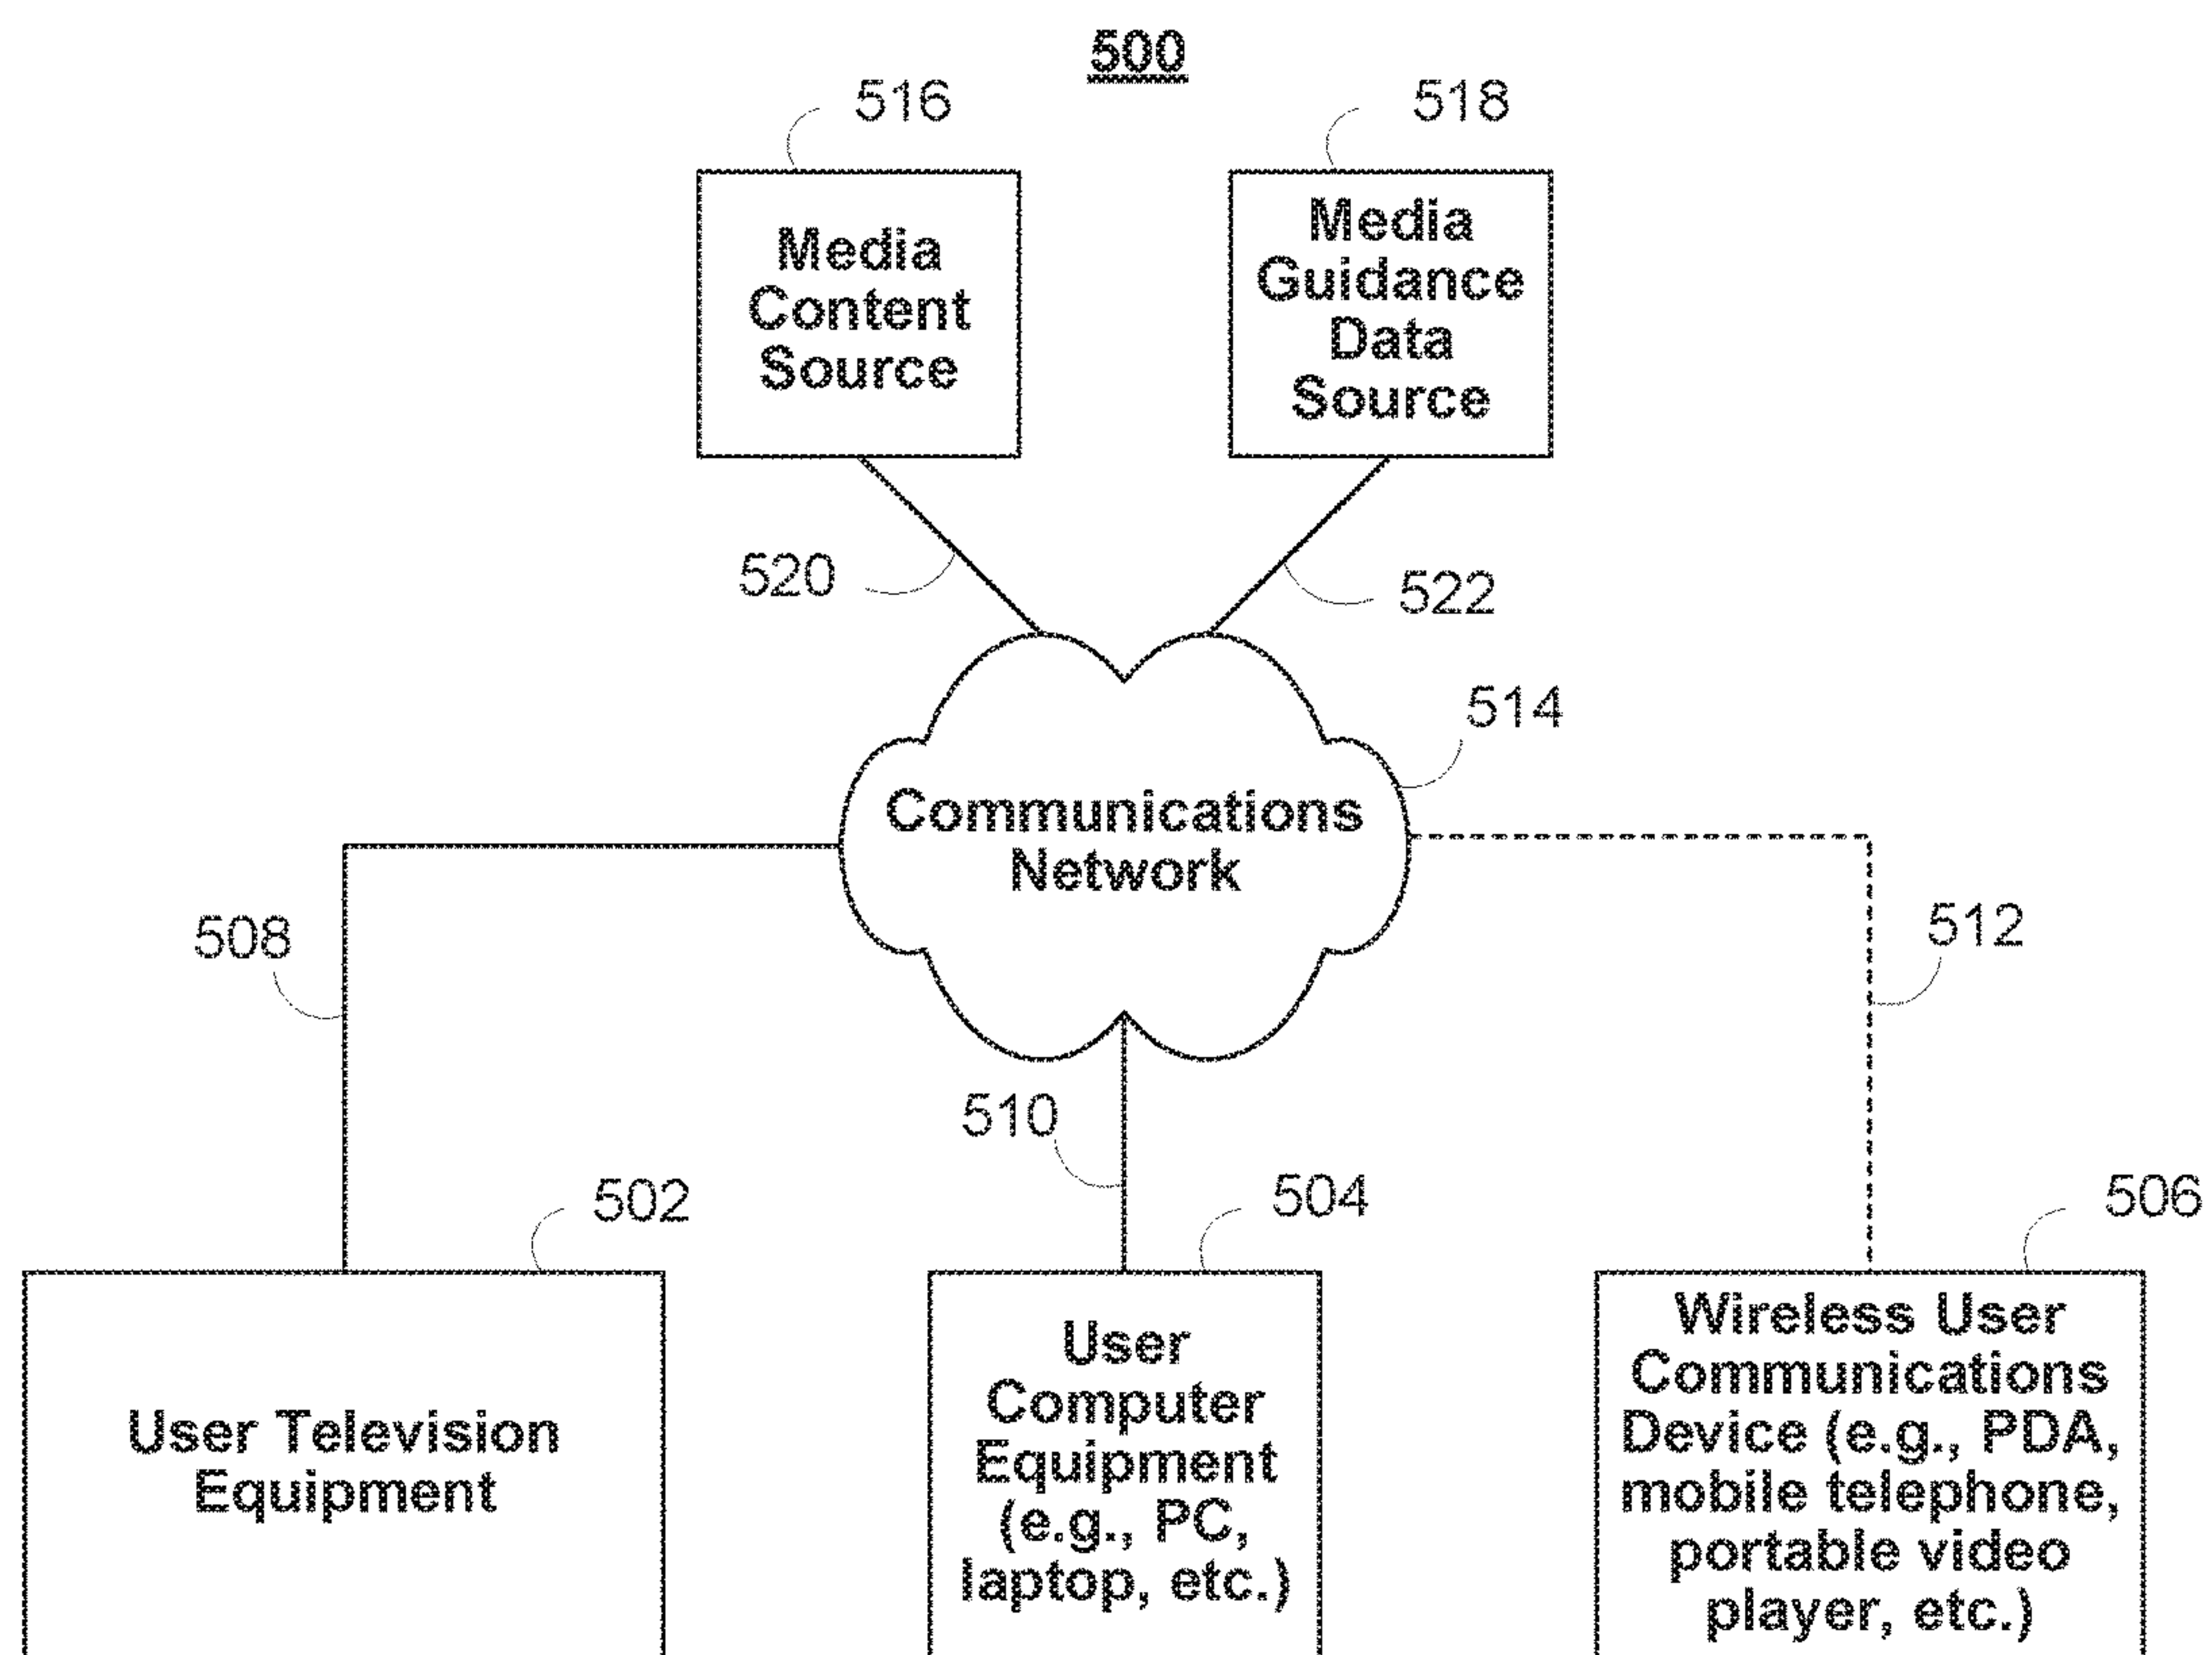 500
516
518
Media
Content
Source
Media
Guidance
Data
Source
520
522
514
Communications
Network
508
512
510
502
504
506
User Television
Equipment
User
Computer
Equipment
(e.g., PC,
laptop, etc.)
Wireless User
Communications
Device (e.g., PDA,
mobile telephone,
portable video
player, etc.)